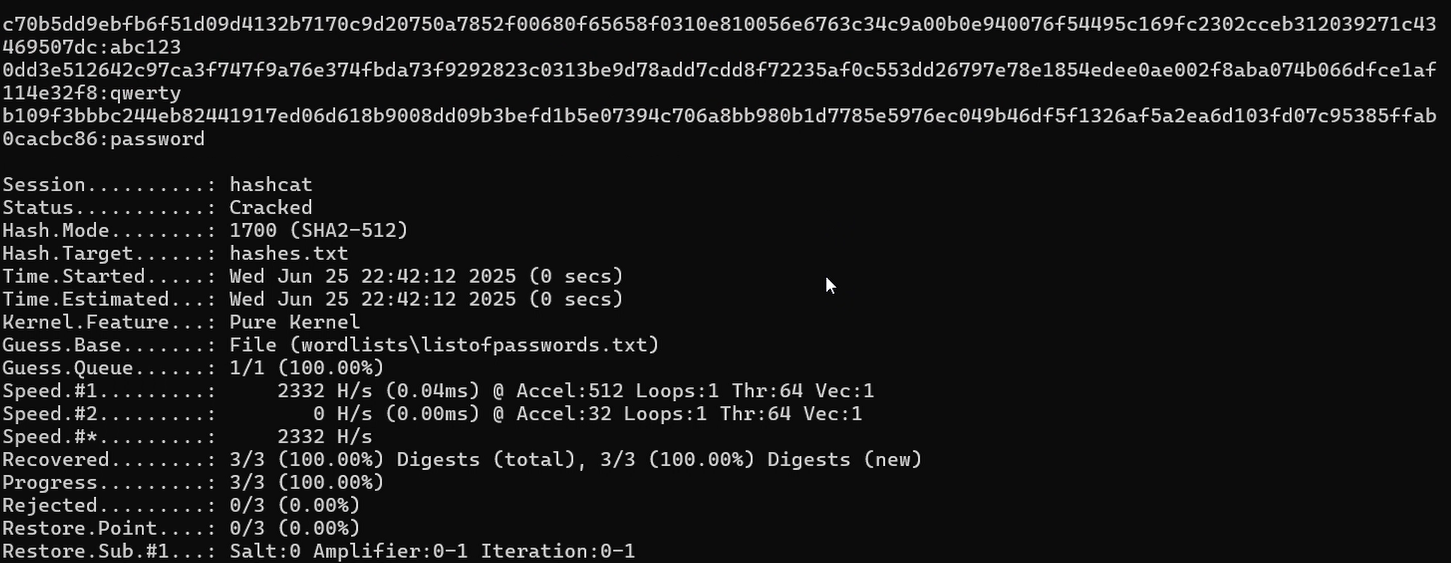 c70b5dd9ebfb6f51d09d4132b7170c9d20750a7852f00680f65658f0310e810056e6763c34c9a00b0e940076f54495c169fc2302cceb312039271c43
469507dc:abc123
0dd3e512642c97ca3f747f9a76e374fbda73f9292823c0313be9d78add7cdd8f72235af0c553dd26797e78e1854edee0ae002f8aba074b066dfce1af
114e32f8:qwerty
b109f3bbbc244eb82441917ed06d618b9008dd09b3befd1b5e07394c706a8bb980b1d7785e5976ec049b46df5f1326af5a2ea6d103fd07c95385ffab
0cacbc86:password
Session..........: hashcat
Status...........: Cracked
Hash.Mode........: 1700 (SHA2-512)
Hash.Target......: hashes.txt
Time.Started.....: Wed Jun 25 22:42:12 2025 (0 secs)
Time.Estimated...: Wed Jun 25 22:42:12 2025 (0 secs)
Kernel.Feature...: Pure Kernel
Guess.Base.......: File (wordlists\listofpasswords.txt)
Guess.Queue......: 1/1 (100.00%)
Speed.#1.........:     2332 H/s (0.04ms) @ Accel:512 Loops:1 Thr:64 Vec:1
Speed.#2.........:        0 H/s (0.00ms) @ Accel:32 Loops:1 Thr:64 Vec:1
Speed.#*.........:     2332 H/s
Recovered........: 3/3 (100.00%) Digests (total), 3/3 (100.00%) Digests (new)
Progress.........: 3/3 (100.00%)
Rejected.........: 0/3 (0.00%)
Restore.Point....: 0/3 (0.00%)
Restore.Sub.#1...: Salt:0 Amplifier:0-1 Iteration:0-1